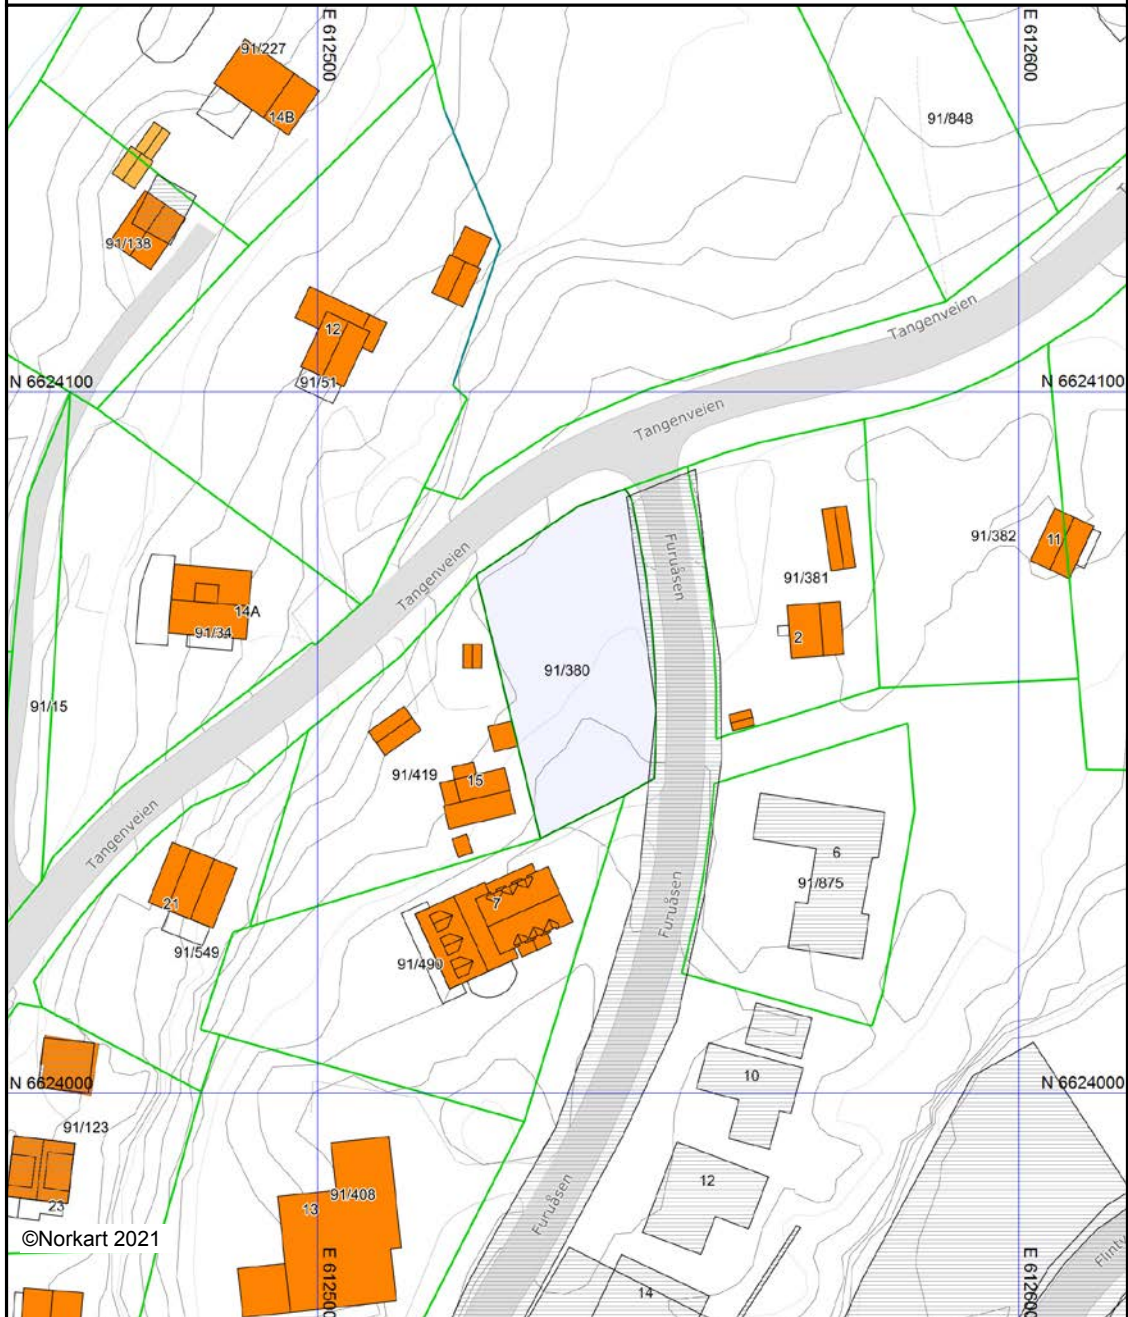 E 612500
E 612600
91/227
14B
91/848
91/138
12
91/51
Tangenveien
N 6624100
N 6624100
Tangenveien
Tangenveien
Furuåsen
91/382
11
91/381
2
14A
91/34
91/380
91/15
91/419
15
Tangenveien
6
91/875
7
21
91/549
91/490
Furuåsen
N 6624000
N 6624000
10
91/123
12
23
91/408
13
Furuåsen
©Norkart 2021
E 612500
E 612600
14